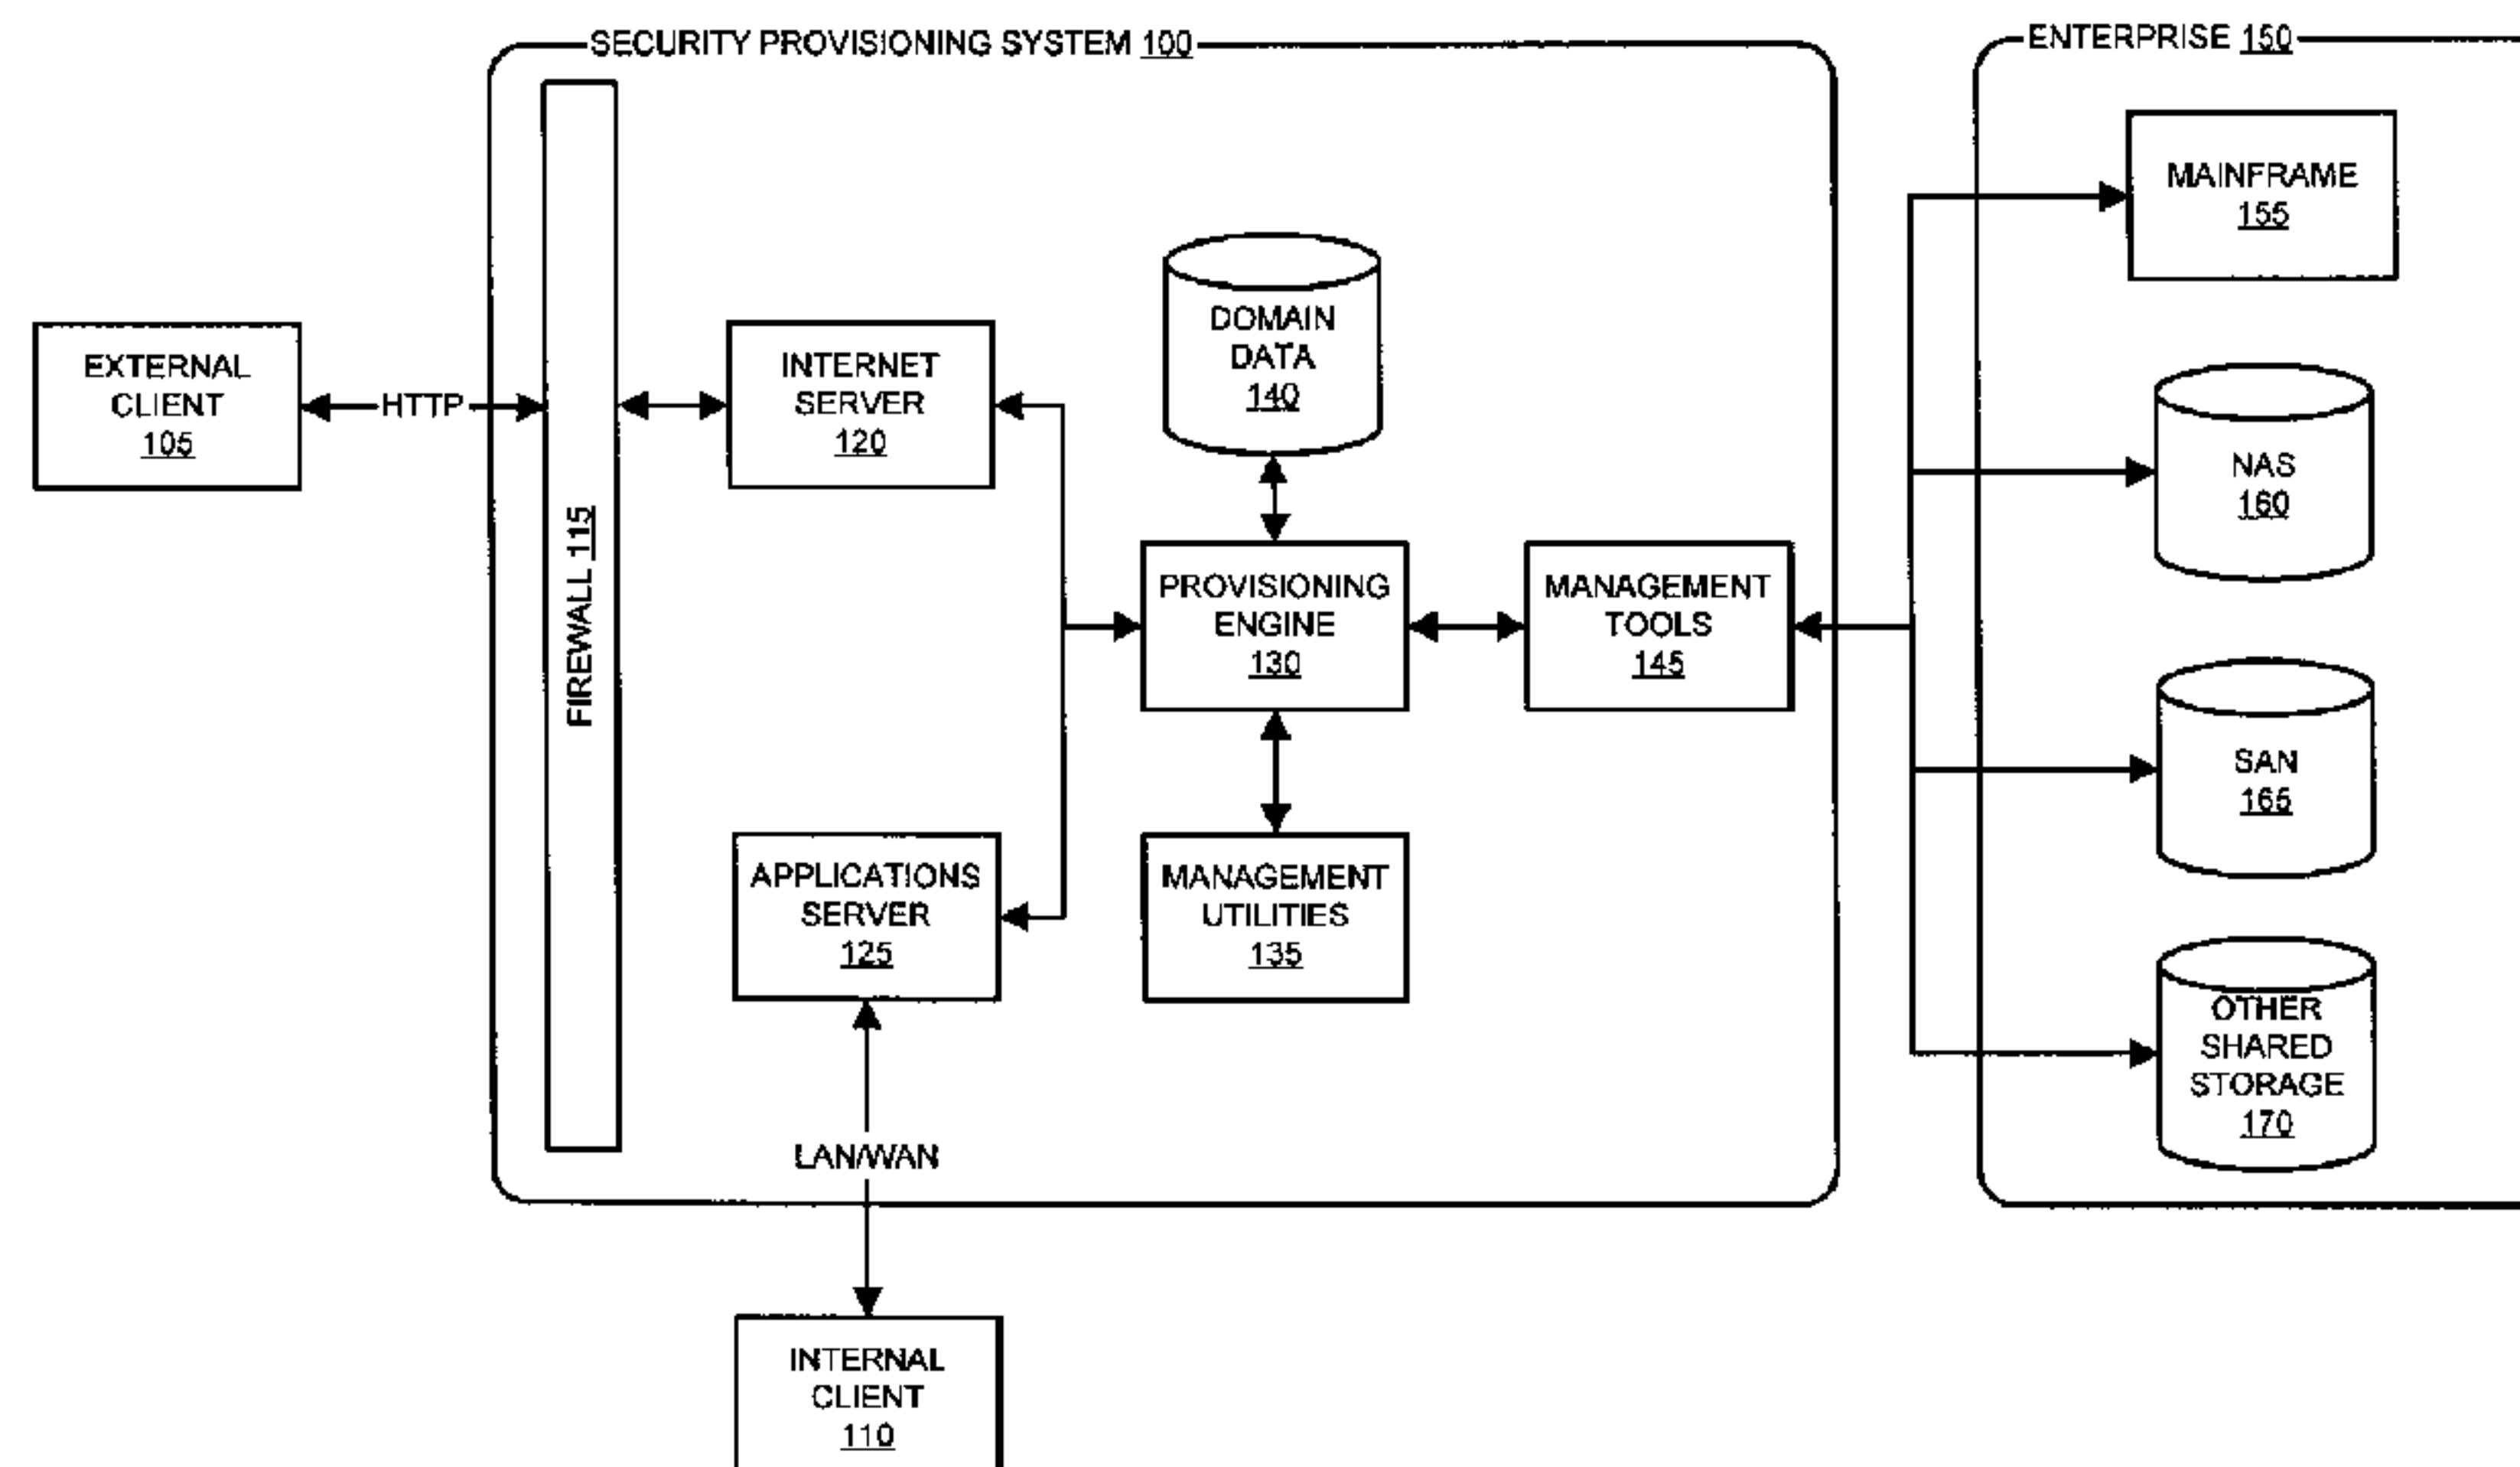 SECURITY PROVISIONING SYSTEM 100
ENTERPRISE 150
MAINFRAME
155
DOMAIN
DATA
140
EXTERNAL
CLIENT
105
HTTP
FIREWALL 115
INTERNET
SERVER
120
NAS
160
PROVISIONING
ENGINE
130
MANAGEMENT
TOOLS
145
SAN
165
APPLICATIONS
SERVER
125
MANAGEMENT
UTILITIES
135
OTHER
SHARED
STORAGE
170
LAN/WAN
INTERNAL
CLIENT
110